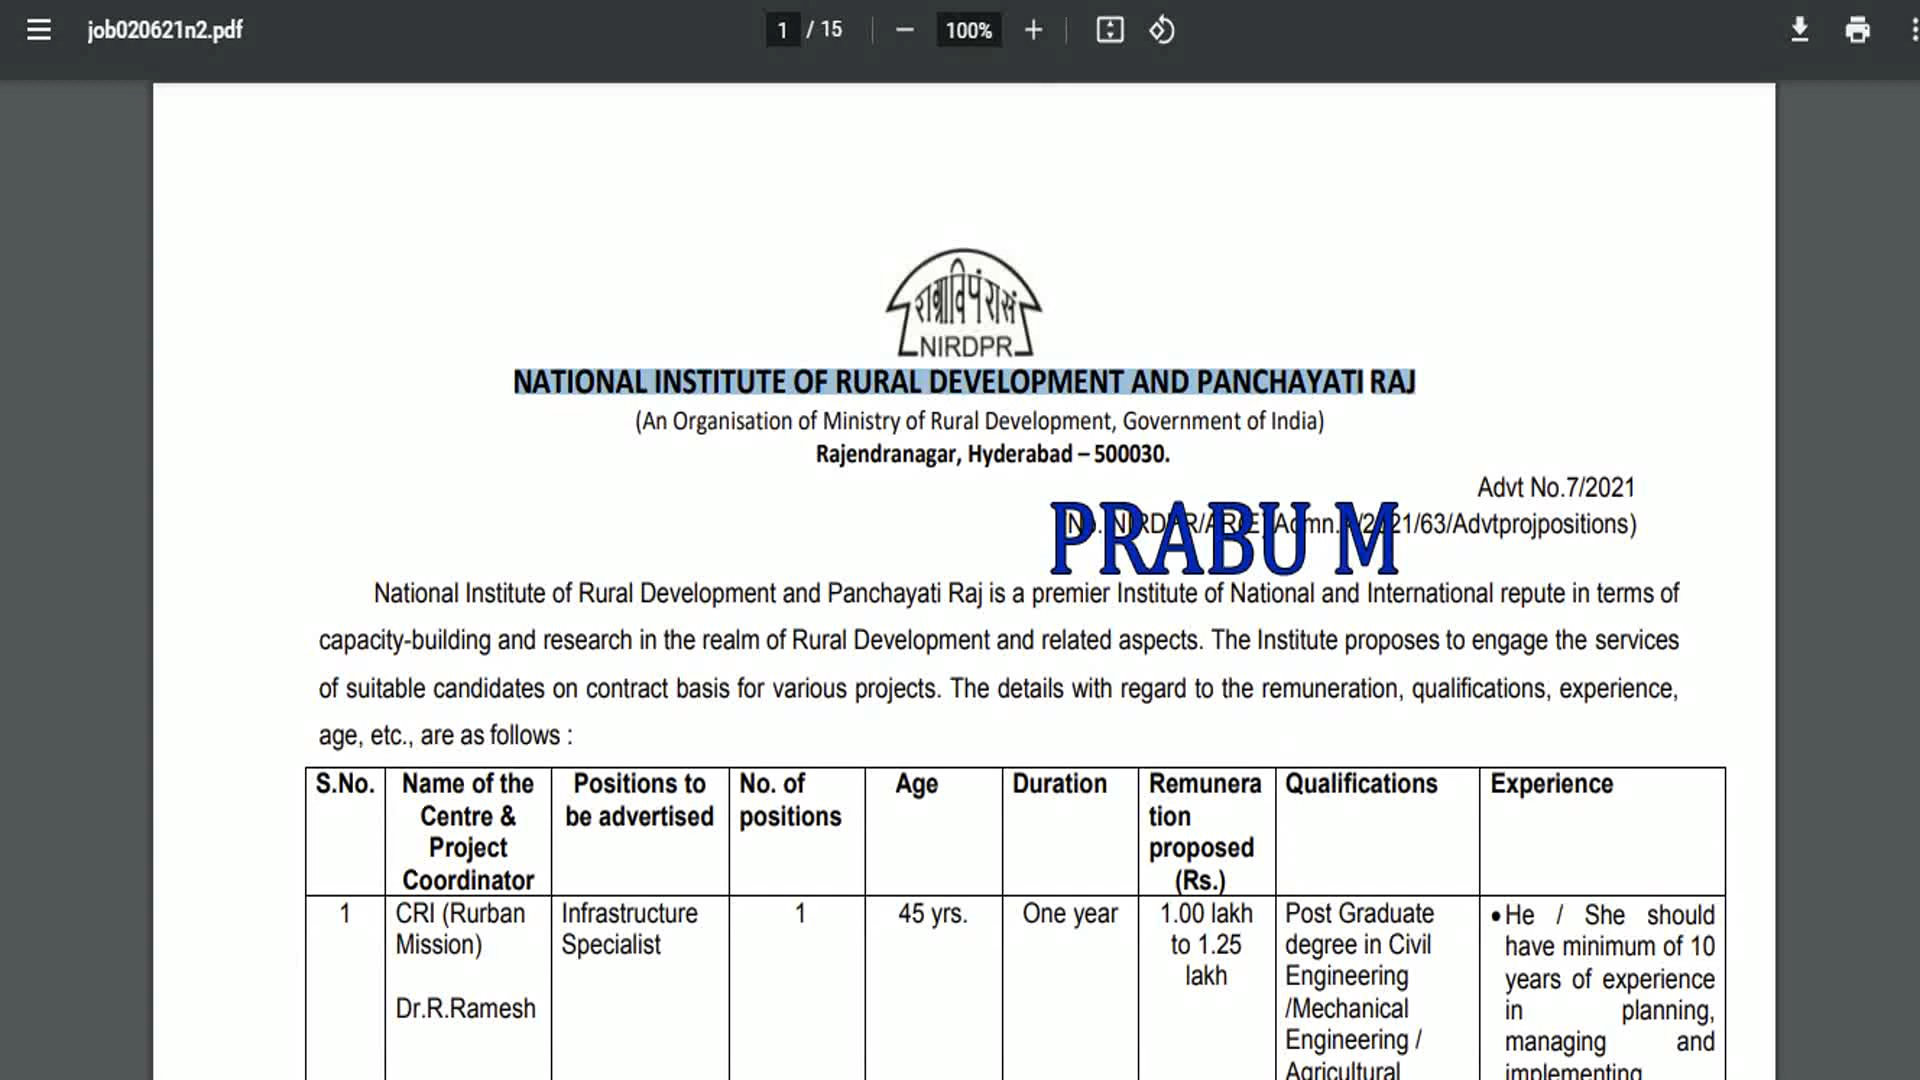 job020621n2.pdf
1 / 15
100%
राग्राविपंरासं
NIRDPR
NATIONAL INSTITUTE OF RURAL DEVELOPMENT AND PANCHAYATI RAJ
(An Organisation of Ministry of Rural Development, Government of India)
Rajendranagar, Hyderabad – 500030.
Advt No.7/2021
/2021/63/Advtprojpositions)
PRABU M
National Institute of Rural Development and Panchayati Raj is a premier Institute of National and International repute in terms of
capacity-building and research in the realm of Rural Development and related aspects. The Institute proposes to engage the services
of suitable candidates on contract basis for various projects. The details with regard to the remuneration, qualifications, experience,
age, etc., are as follows :
S.No.
Name of the
Centre &
Project
Coordinator
Positions to
be advertised
No. of
positions
Age
Duration
Remunera
tion
proposed
(Rs.)
Qualifications
Experience
1
CRI (Rurban
Mission)
Dr.R.Ramesh
Infrastructure
Specialist
1
45 yrs.
One year
1.00 lakh
to 1.25
lakh
Post Graduate
degree in Civil
Engineering
/Mechanical
Engineering /
Agricultural
•He / She should
have minimum of 10
years of experience
in planning,
managing and
implementing